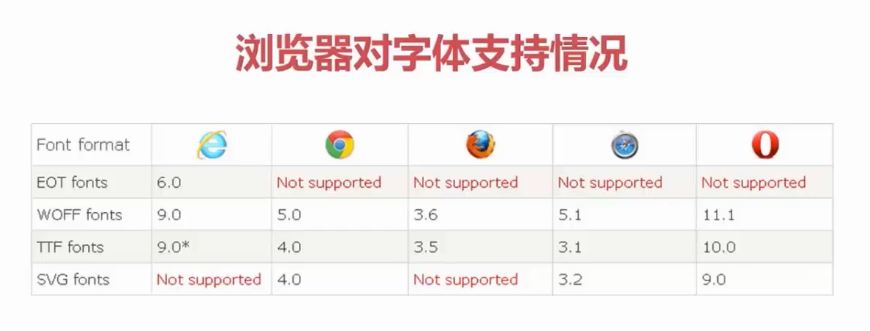 浏览器对字体支持情况
Font format
EOT fonts 6.0 Not supported Not supported Not supported Not supported
WOFF fonts 9.0 5.0 3.6 5.1 11.1
TTF fonts 9.0* 4.0 3.5 3.1 10.0
SVG fonts Not supported 4.0 Not supported 3.2 9.0